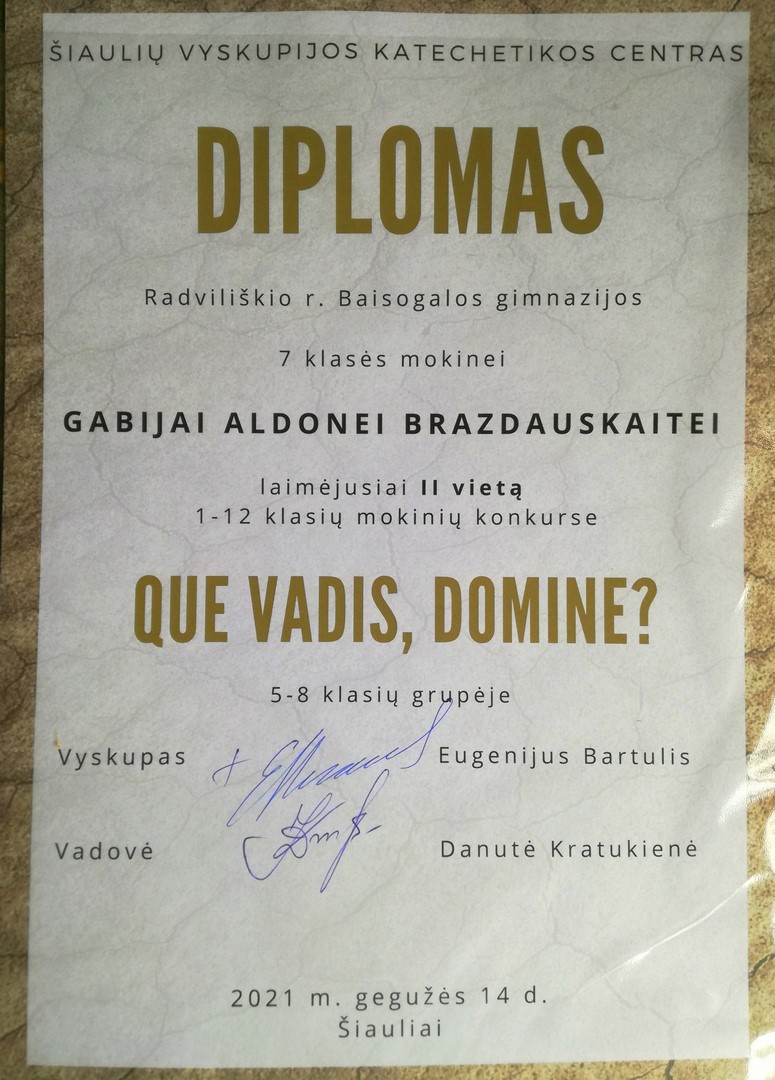 ŠIAULIŲ VYSKUPIJOS KATECHETIKOS CENTRAS
DIPLOMAS
Radviliškio r. Baisogalos gimnazijos
7 klasės mokinei
GABIJAI ALDONEI BRAZDAUSKAITEI
laimėjusiai II vietą
1-12 klasių mokinių konkurse
QUE VADIS, DOMINE?
5-8 klasių grupėje
Vyskupas Eugenijus Bartulis
Vadovė Danutė Kratukienė
2021 m. gegužės 14 d.
Šiauliai